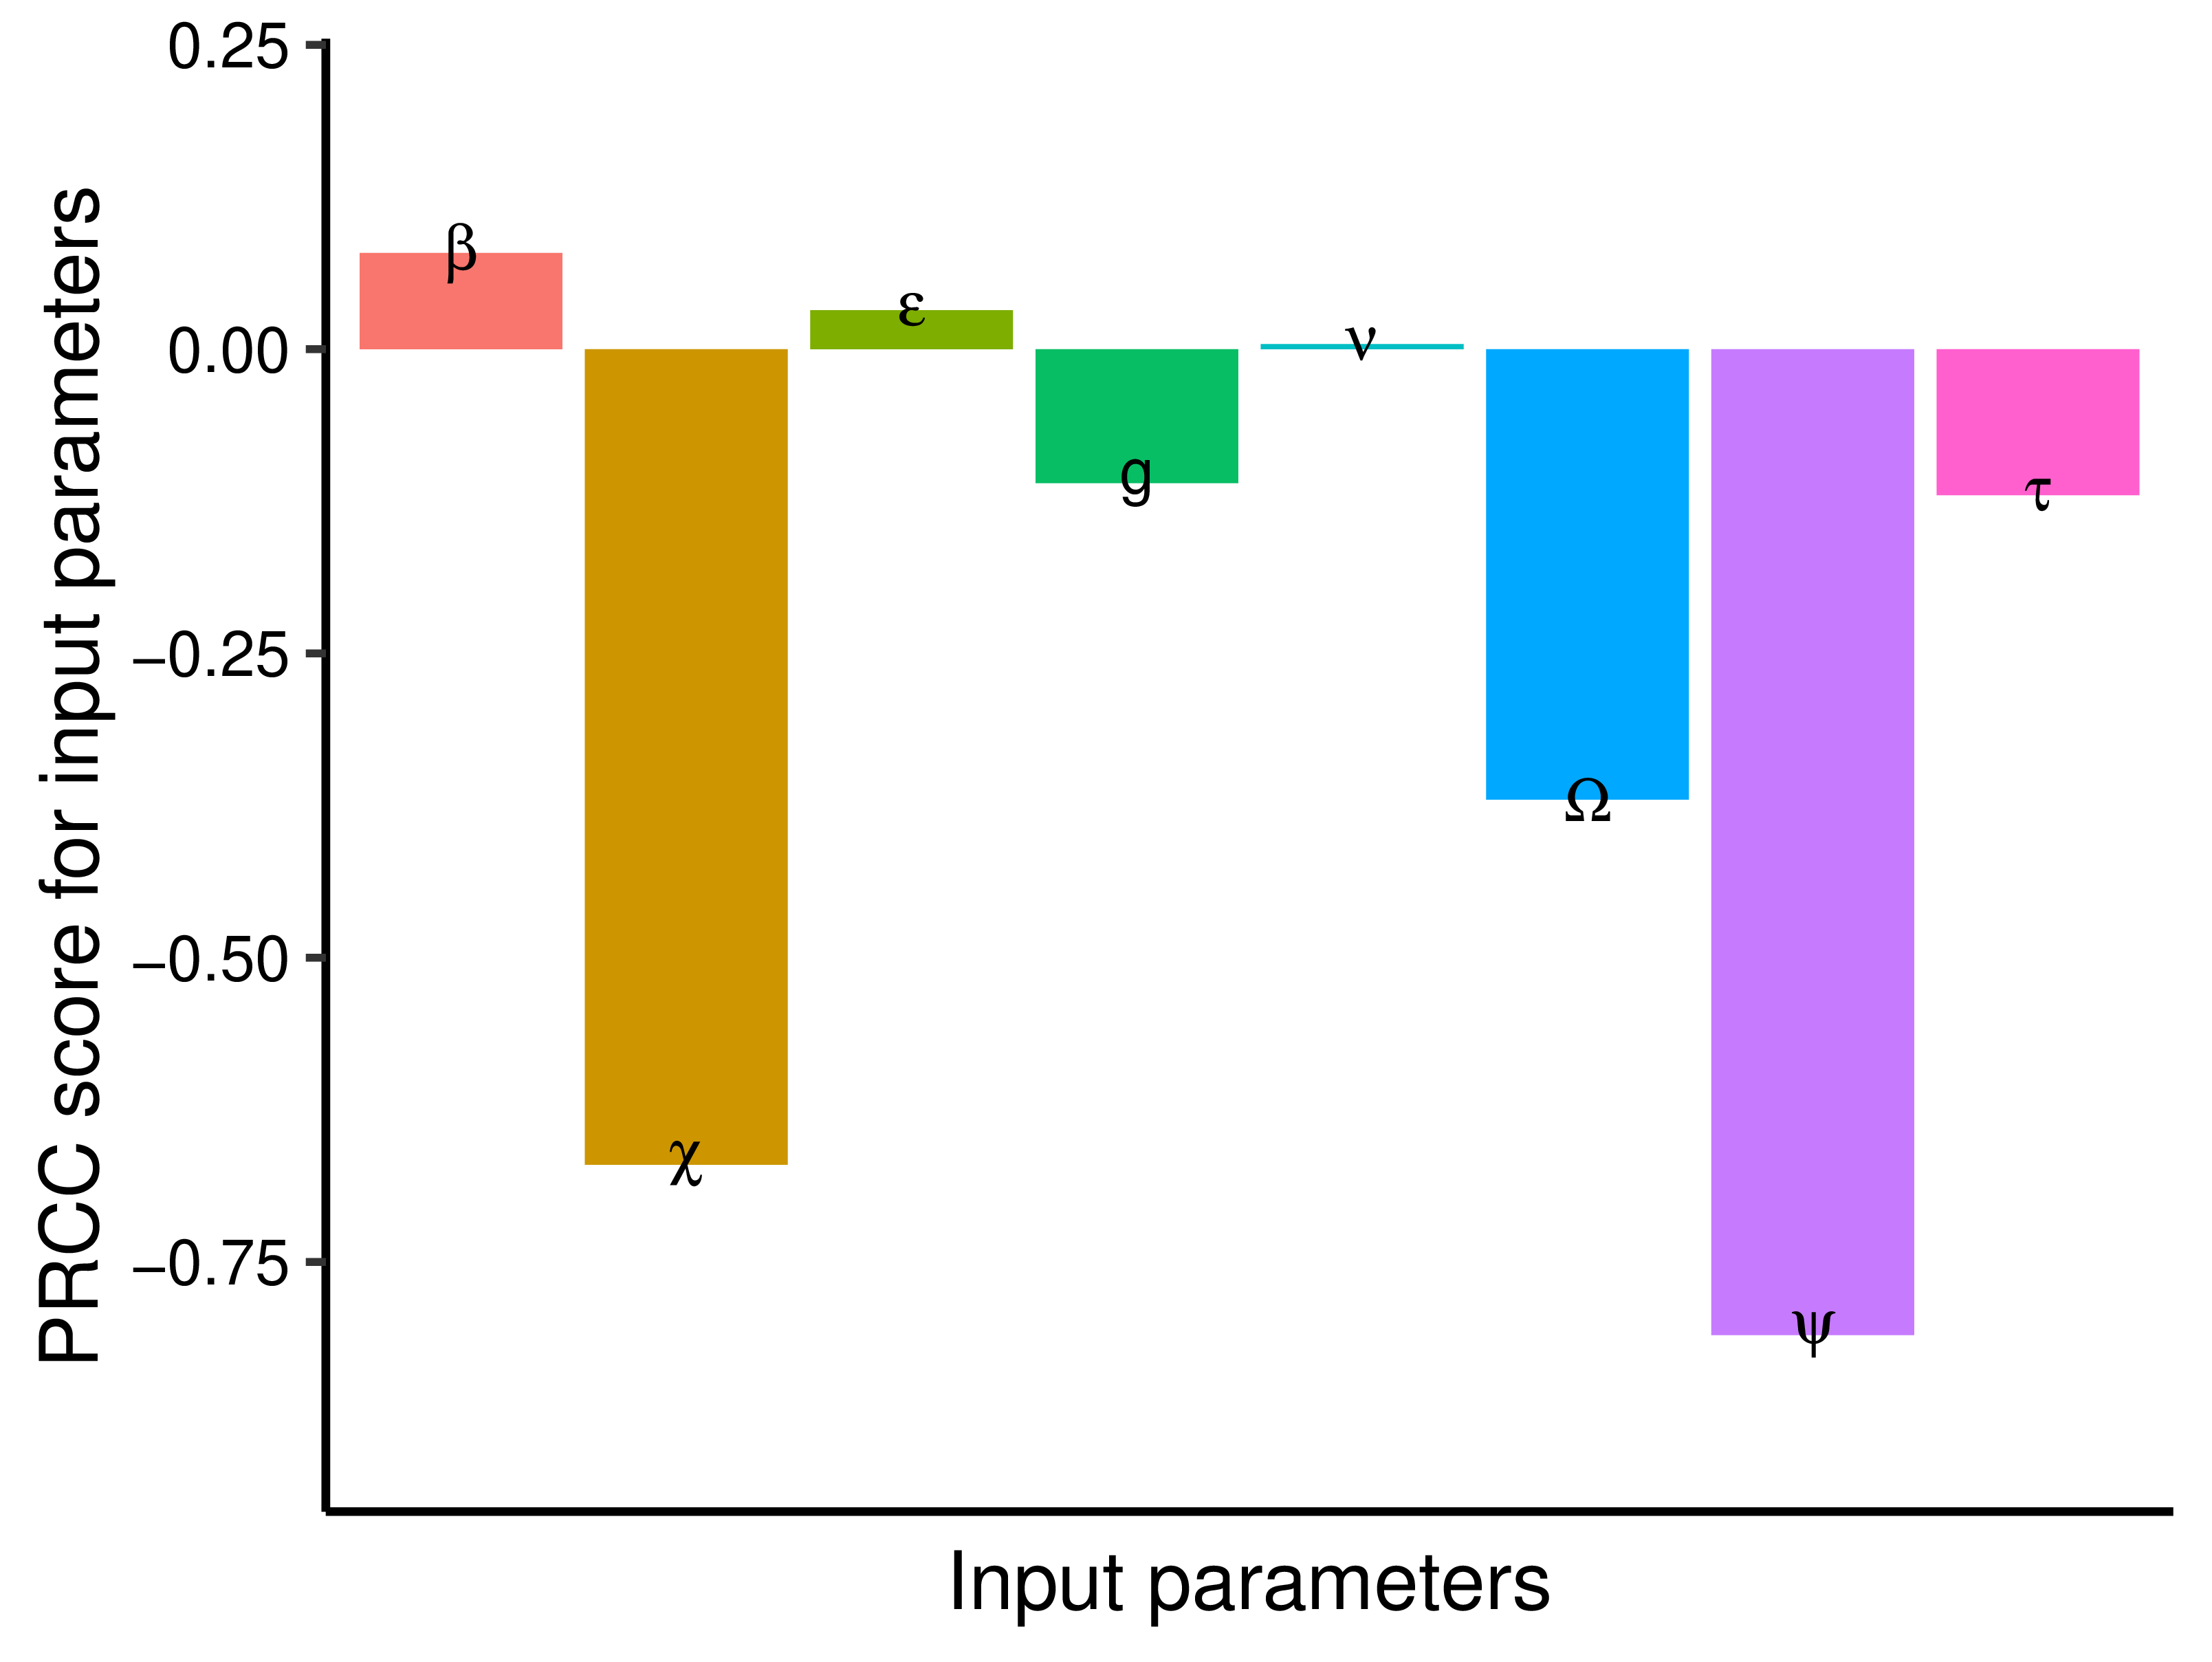 0.25
0.00
−0.25
−0.50
−0.75
PRCC score for input parameters
β
χ
ε
g
ν
Ω
ψ
τ
Input parameters